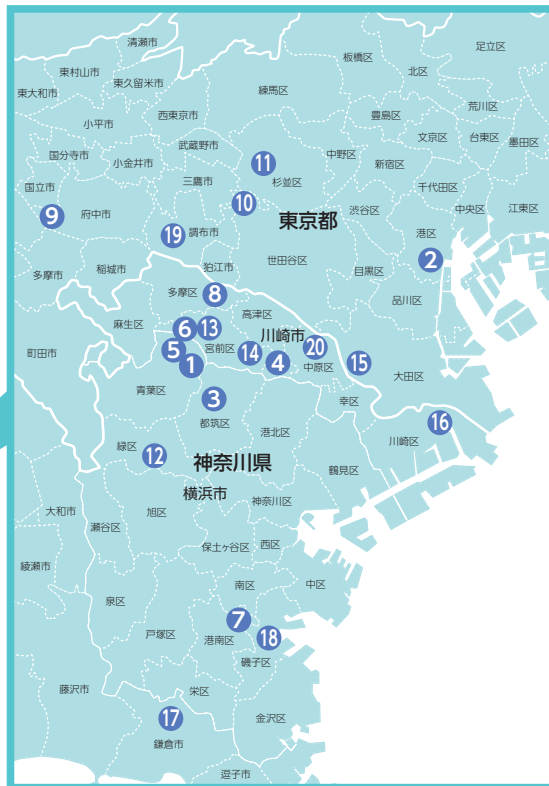 清瀬市
足立区
東村山市
板橋区
北区
東大和市
東久留米市
練馬区
荒川区
小平市
西東京市
豊島区
文京区
台東区
墨田区
武蔵野市
国分寺市
小金井市
11
中野区
新宿区
三鷹市
杉並区
国立市
千代田区
10
9
府中市
東京都
渋谷区
中央区
江東区
19
調布市
港区
2
狛江市
世田谷区
目黒区
多摩市
稲城市
8
多摩区
品川区
麻生区
高津区
6
13
川崎市
町田市
5
宮前区
14
4
20
中原区
15
大田区
1
青葉区
3
幸区
都筑区
港北区
16
川崎区
緑区
12
神奈川県
鶴見区
横浜市
神奈川区
大和市
瀬谷区
旭区
保土ヶ谷区
西区
綾瀬市
南区
中区
泉区
7
戸塚区
港南区
18
磯子区
藤沢市
栄区
17
金沢区
鎌倉市
逗子市